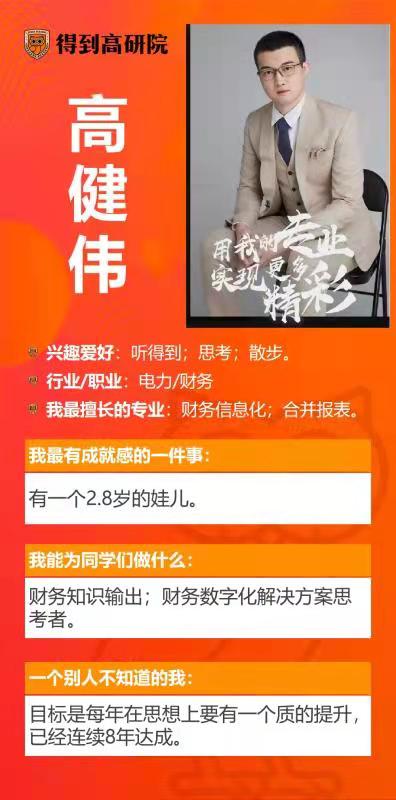 得到高研院
高健伟
用我的专业
实现更多
精彩
兴趣爱好：听得到；思考；散步。
行业/职业：电力/财务
我最擅长的专业：财务信息化；合并报表。
我最有成就感的一件事：
有一个2.8岁的娃儿。
我能为同学们做什么：
财务知识输出；财务数字化解决方案思
考者。
一个别人不知道的我：
目标是每年在思想上要有一个质的提升，
已经连续8年达成。